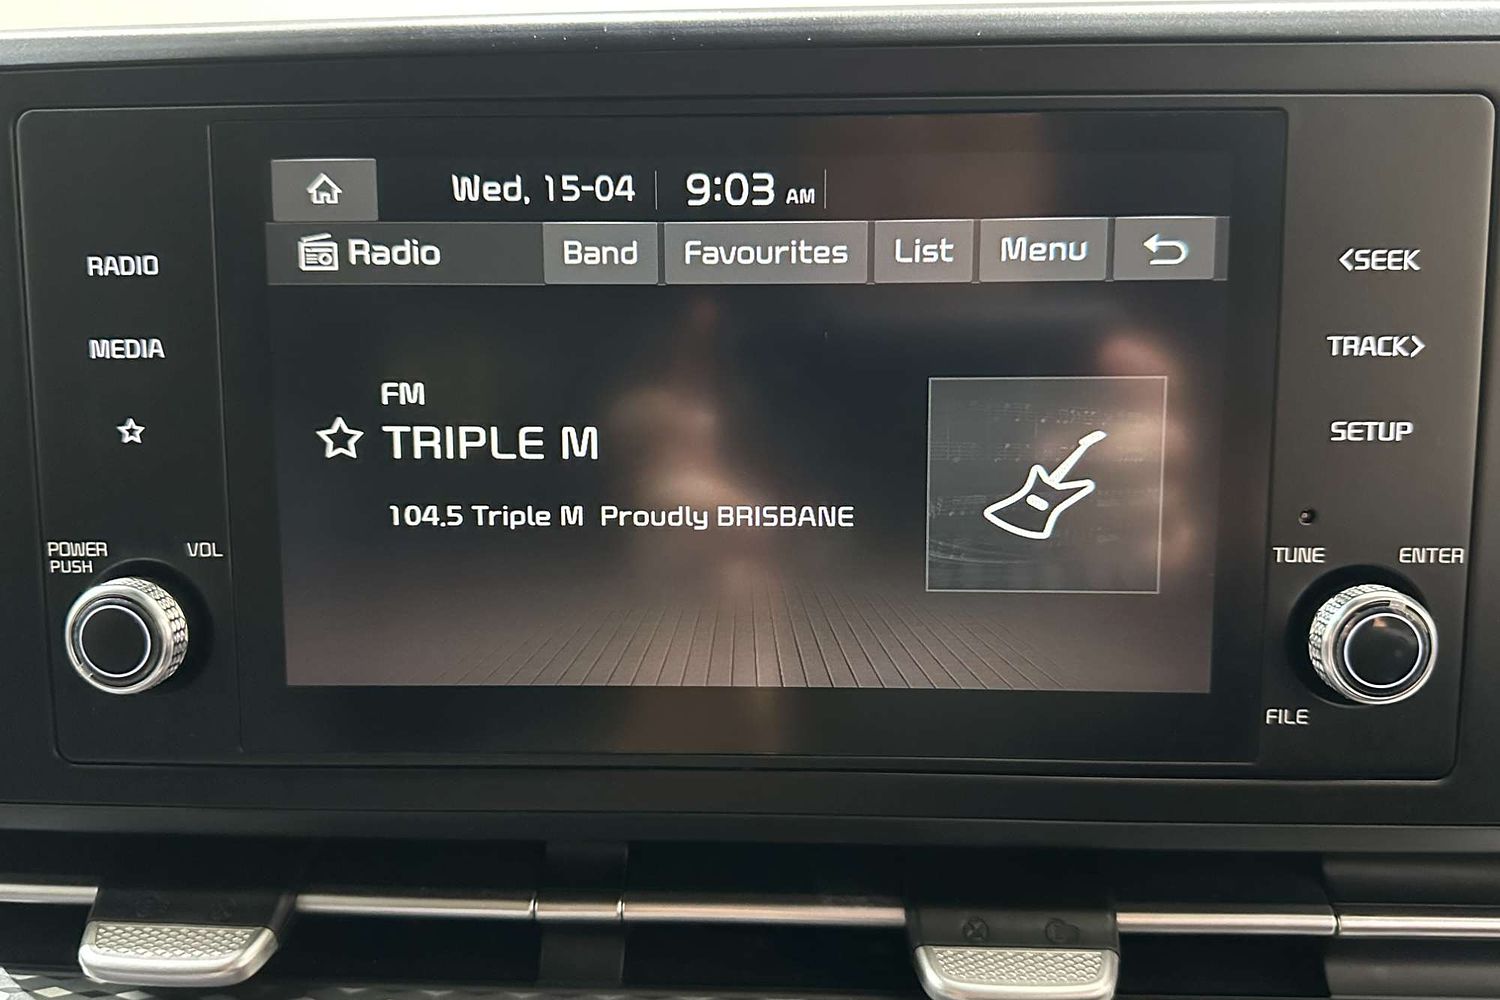 Wed, 15-04 9:03 AM
Radio Band Favourites List Menu
RADIO
MEDIA
POWER PUSH VOL
FM
TRIPLE M
104.5 Triple M Proudly BRISBANE
<SEEK
TRACK>
SETUP
TUNE ENTER
FILE